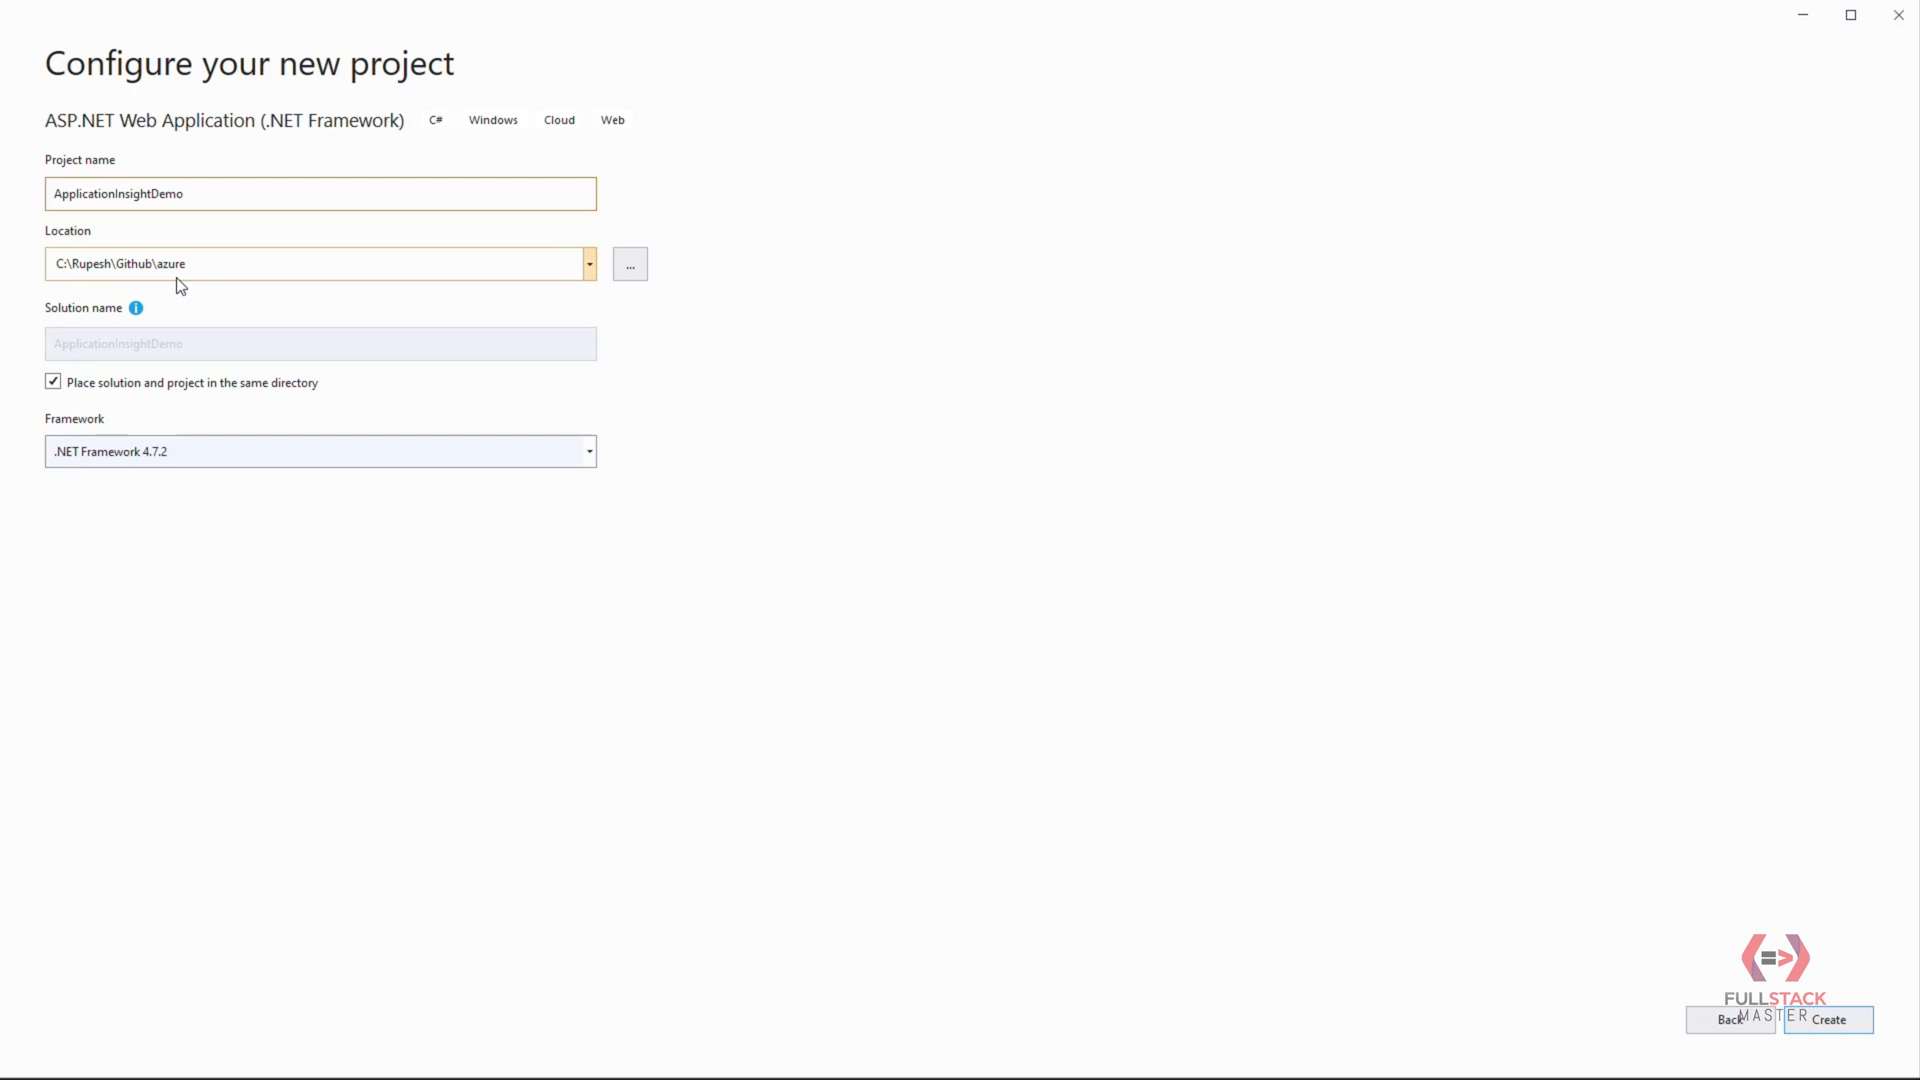 Configure your new project
ASP.NET Web Application (.NET Framework) C# Windows Cloud Web
Project name
ApplicationInsightDemo
Location
C:\Rupesh\Github\azure
...
Solution name
ApplicationInsightDemo
Place solution and project in the same directory
Framework
.NET Framework 4.7.2
FULLSTACK
MASTER
Back
Create